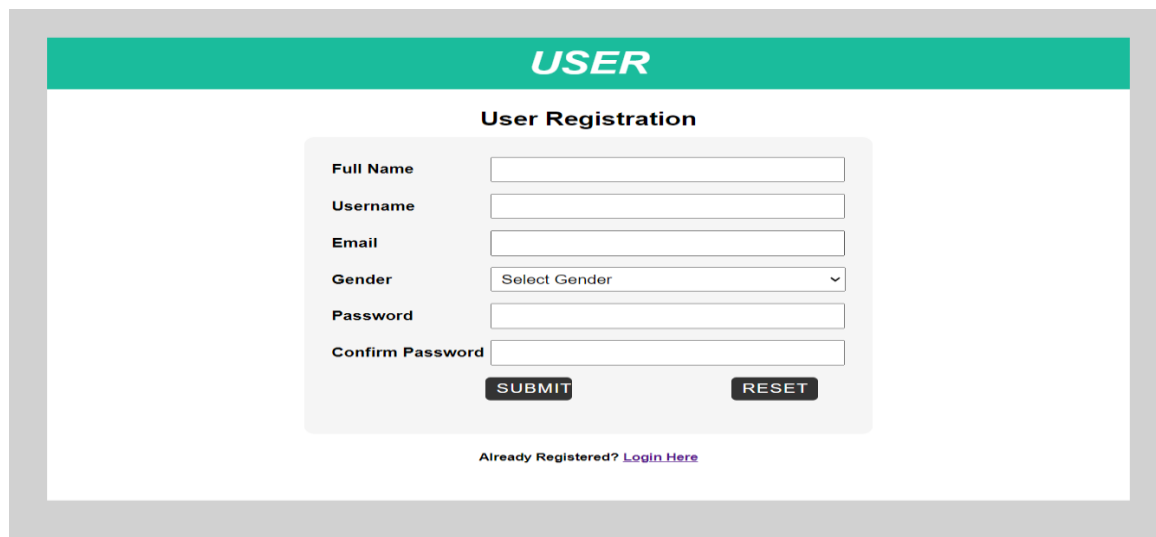 USER
User Registration
Full Name
Username
Email
Gender Select Gender
Password
Confirm Password
SUBMIT RESET
Already Registered? Login Here